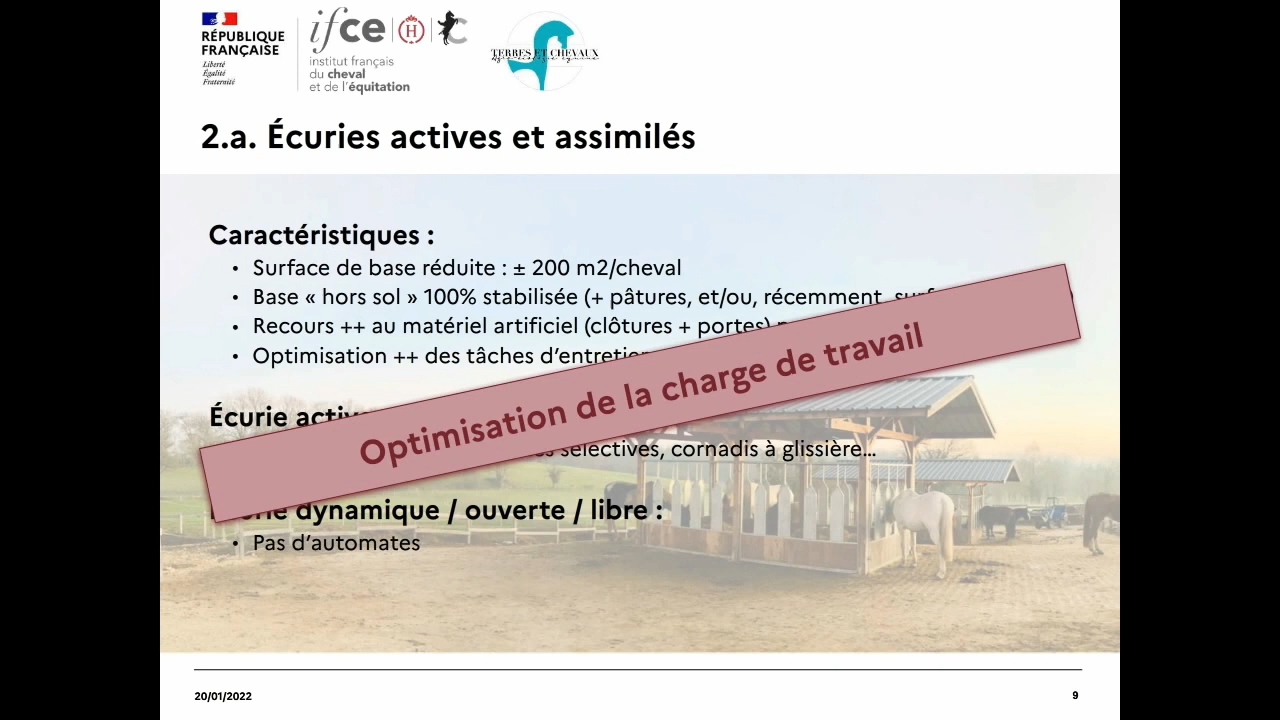 RÉPUBLIQUE
FRANÇAISE
Liberté
Égalité
Fraternité
ifce
H
institut français
du cheval
et de l'équitation
TERRES ET CHEVAUX
2.a. Écuries actives et assimilés
Caractéristiques :
• Surface de base réduite : ± 200 m2/cheval
• Base « hors sol » 100% stabilisée (+ pâtures, et/ou, récemment,
• Recours ++ au matériel artificiel (clôtures + portes)
• Optimisation ++ des tâches
Optimisation de la charge de travail
Écurie
sélectives, cornadis à glissière…
dynamique / ouverte / libre :
• Pas d'automates
20/01/2022
9